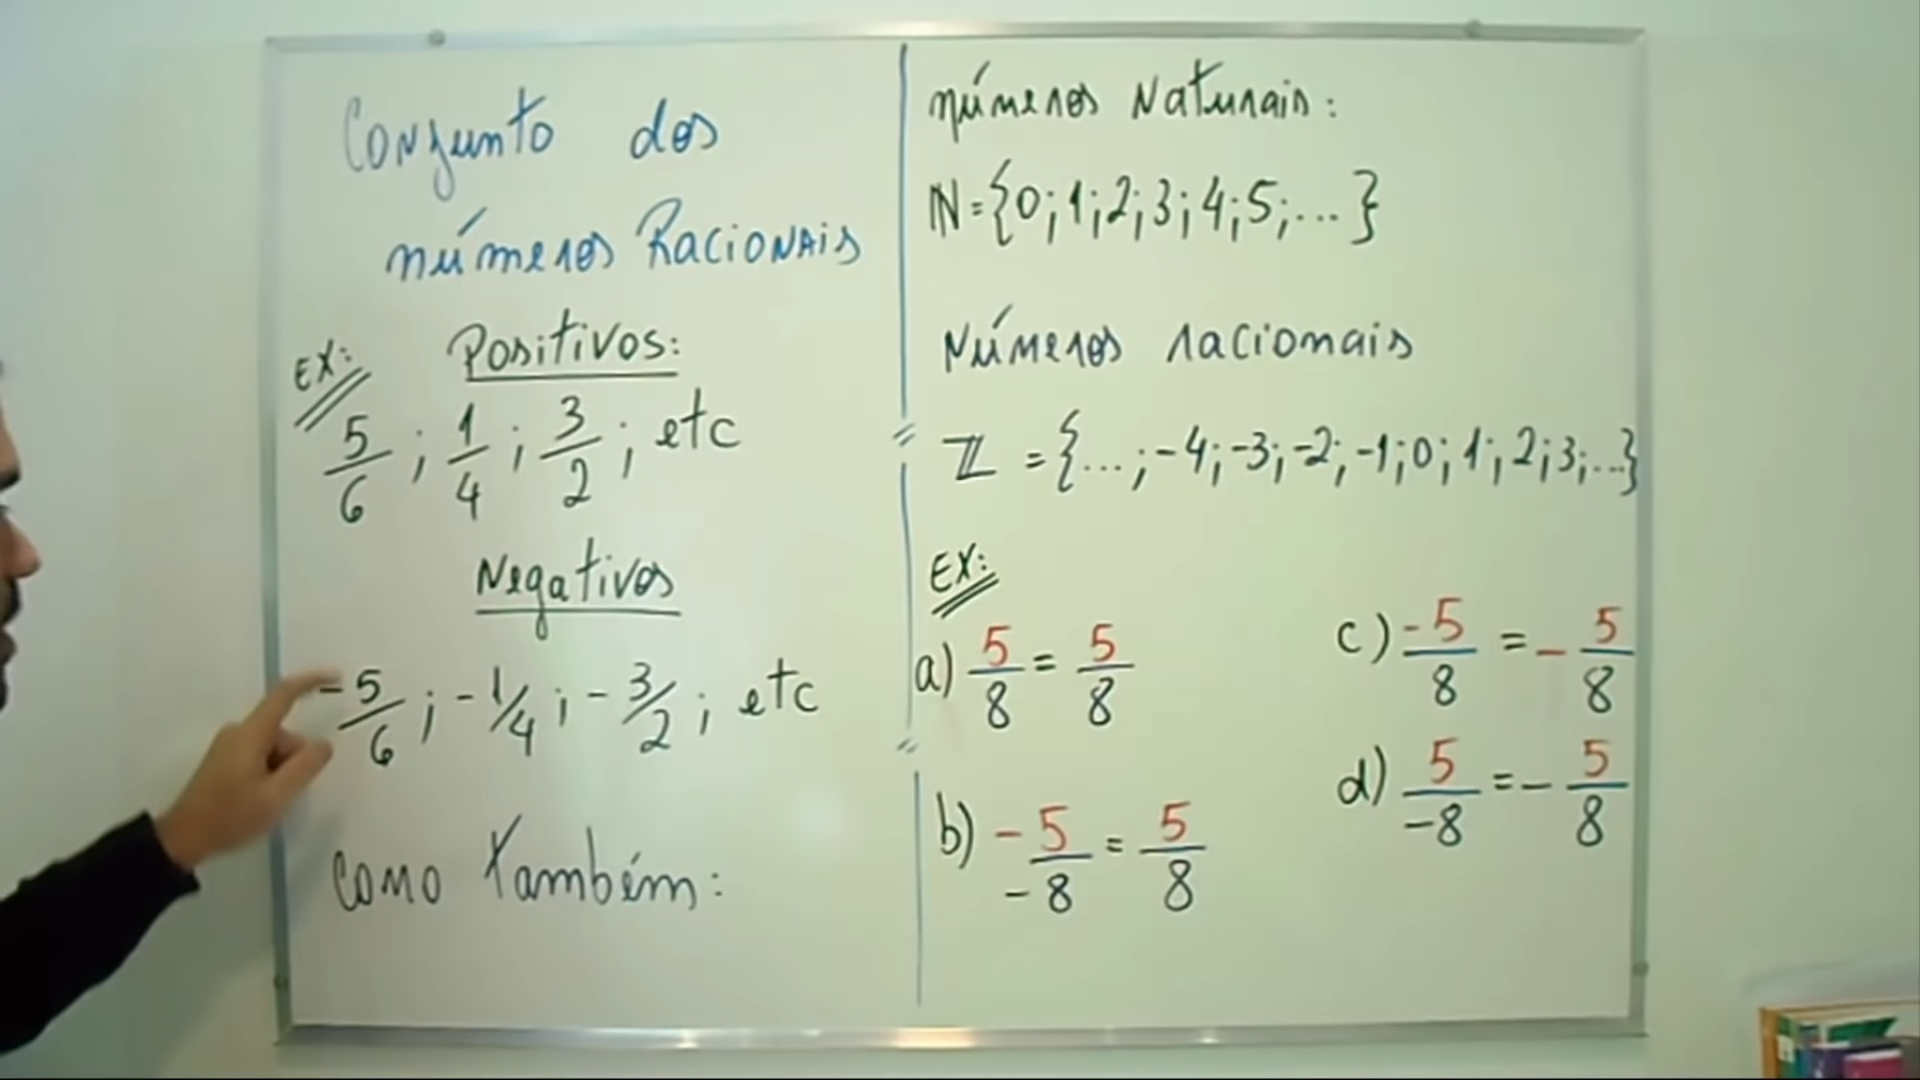 Conjunto dos
números Racionais
Ex: Positivos:
5/6 ; 1/4 ; 3/2 ; etc
Negativos
-5/6 ; -1/4 ; -3/2 ; etc
como também:
números Naturais:
ℕ={0;1;2;3;4;5;...}
Números racionais
ℤ={...;-4;-3;-2;-1;0;1;2;3;...}
Ex:
a) 5/8 = 5/8
b) -5/-8 = 5/8
c) -5/8 = -5/8
d) 5/-8 = -5/8